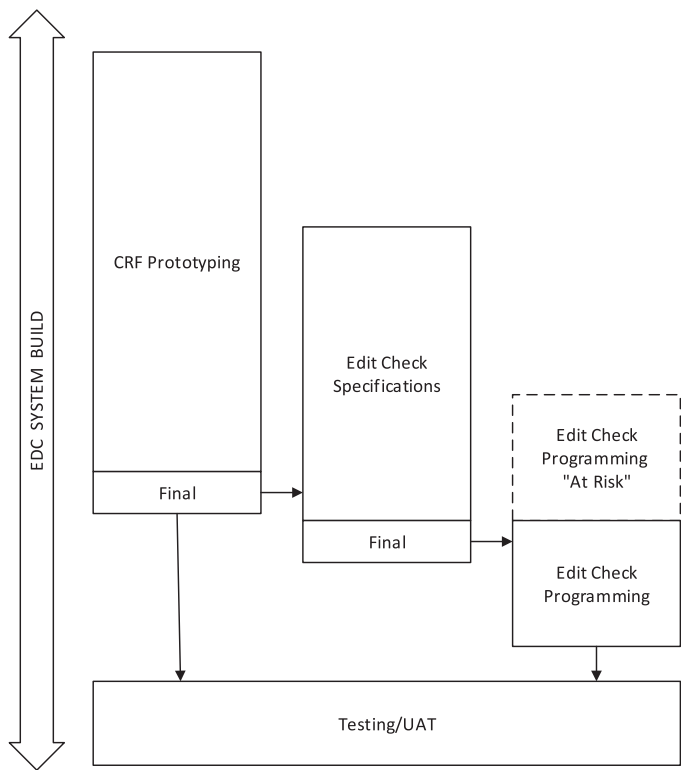 EDC SYSTEM BUILD
CRF Prototyping
Final
Edit Check
Specifications
Final
Edit Check
Programming
"At Risk"
Edit Check
Programming
Testing/UAT